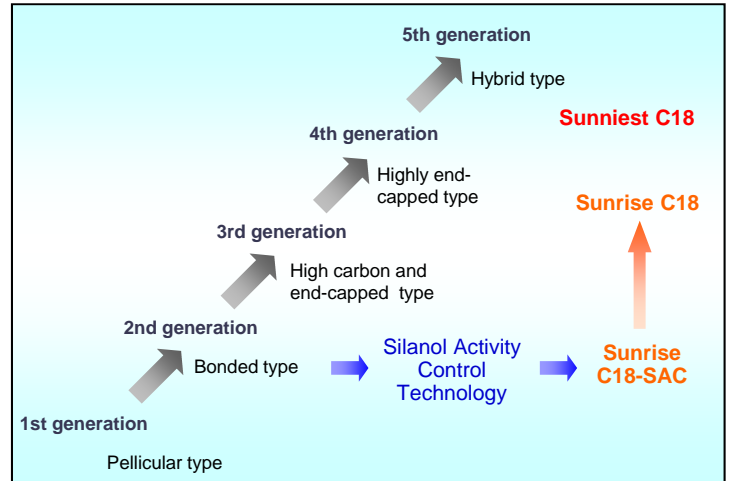 5th generation
Hybrid type
Sunniest C18
4th generation
Highly end-
capped type
Sunrise C18
3rd generation
High carbon and
end-capped type
2nd generation
Bonded type
Silanol Activity
Control
Technology
Sunrise
C18-SAC
1st generation
Pellicular type